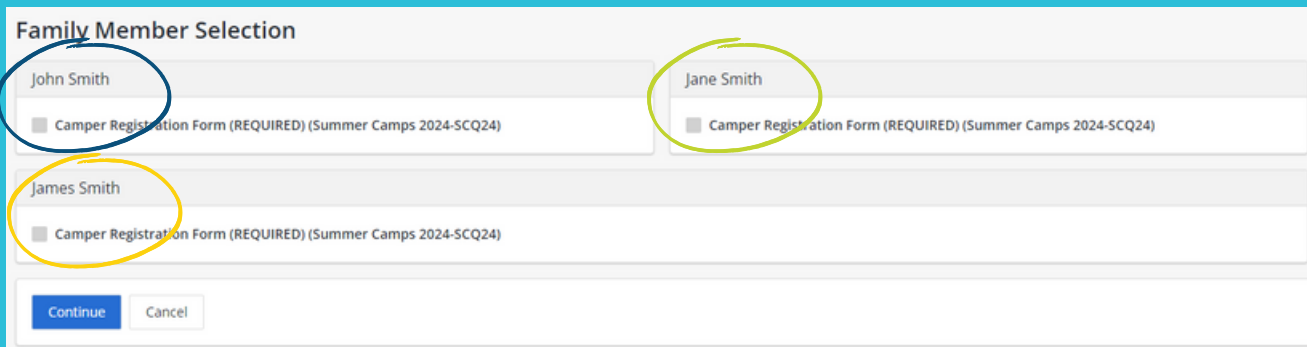 Family Member Selection
John Smith
Camper Registration Form (REQUIRED) (Summer Camps 2024-SCQ24)
Jane Smith
Camper Registration Form (REQUIRED) (Summer Camps 2024-SCQ24)
James Smith
Camper Registration Form (REQUIRED) (Summer Camps 2024-SCQ24)
Continue Cancel